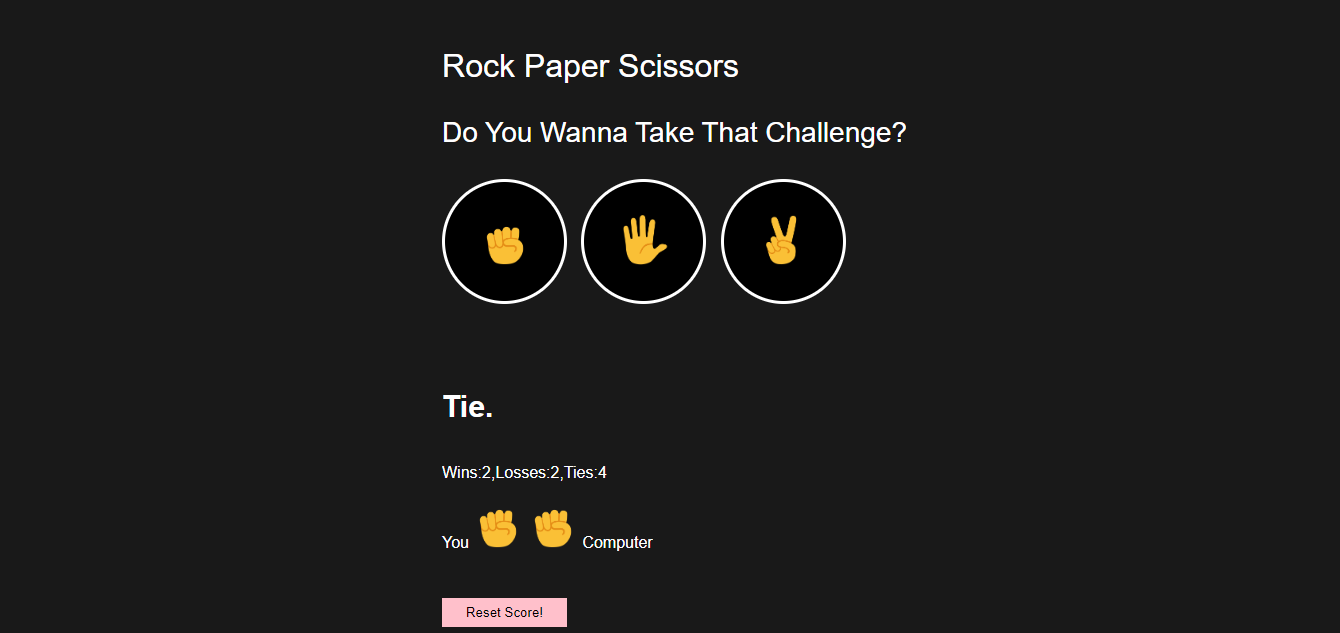 Rock Paper Scissors
Do You Wanna Take That Challenge?
Tie.
Wins:2,Losses:2,Ties:4
You Computer
Reset Score!